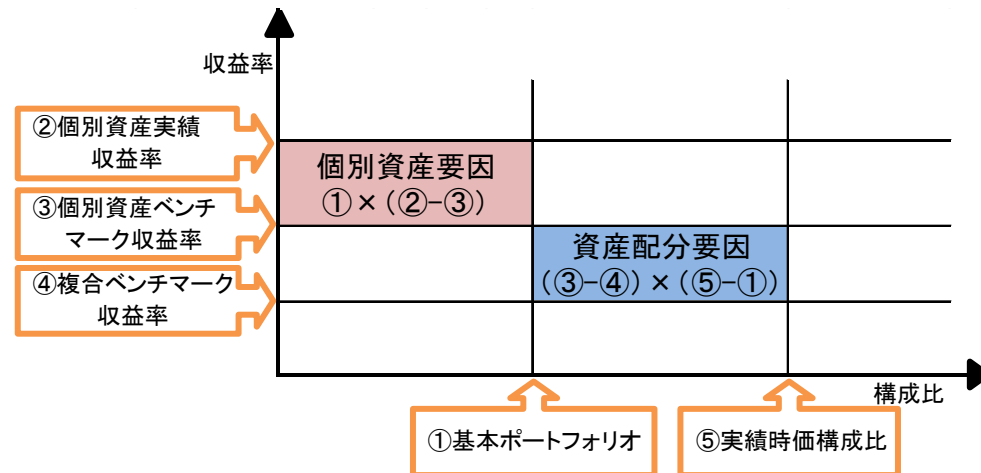 収益率
②個別資産実績
収益率
個別資産要因
①×(②-③)
③個別資産ベンチ
マーク収益率
資産配分要因
(③-④)×(⑤-①)
④複合ベンチマーク
収益率
構成比
①基本ポートフォリオ
⑤実績時価構成比